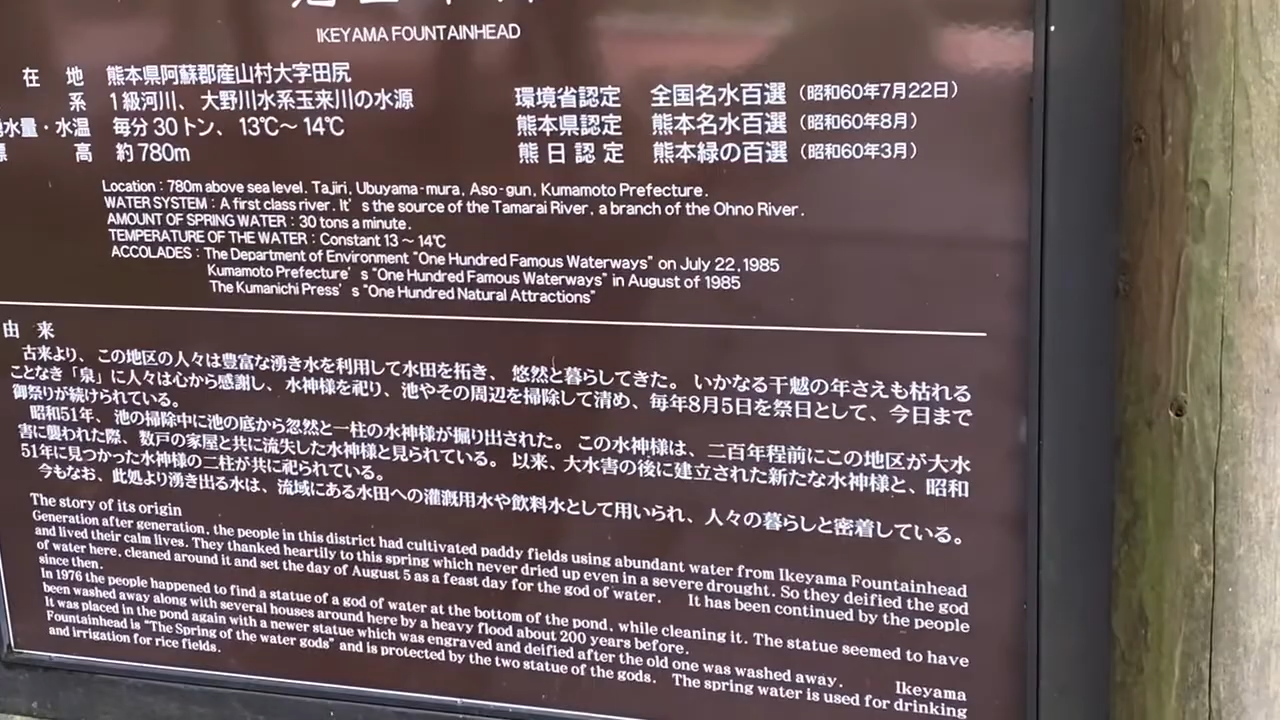 IKEYAMA FOUNTAINHEAD
在 地 熊本県阿蘇郡産山村大字田尻
系 1級河川、大野川水系玉来川の水源
水量・水温 毎分30トン、13℃～14℃
高 約780m
環境省認定 全国名水百選（昭和60年7月22日）
熊本県認定 熊本名水百選（昭和60年8月）
熊日認定 熊本緑の百選（昭和60年3月）
Location : 780m above sea level. Tajiri, Ubuyama-mura, Aso-gun, Kumamoto Prefecture.
WATER SYSTEM : A first class river. It's the source of the Tamarai River, a branch of the Ohno River.
AMOUNT OF SPRING WATER : 30 tons a minute.
TEMPERATURE OF THE WATER : Constant 13 ～ 14℃
ACCOLADES : The Department of Environment "One Hundred Famous Waterways" on July 22, 1985
Kumamoto Prefecture's "One Hundred Famous Waterways" in August of 1985
The Kumanichi Press's "One Hundred Natural Attractions"
由 来
古来より、この地区の人々は豊富な湧き水を利用して水田を拓き、悠然と暮らしてきた。いかなる干魃の年さえも枯れる
ことなき「泉」に人々は心から感謝し、水神様を祀り、池やその周辺を掃除して清め、毎年8月5日を祭日として、今日まで
御祭りが続けられている。
昭和51年、池の掃除中に池の底から忽然と一柱の水神様が掘り出された。この水神様は、二百年程前にこの地区が大水
害に襲われた際、数戸の家屋と共に流失した水神様と見られている。以来、大水害の後に建立された新たな水神様と、昭和
51年に見つかった水神様の二柱が共に祀られている。
今もなお、此処より湧き出る水は、流域にある水田への灌漑用水や飲料水として用いられ、人々の暮らしと密着している。
The story of its origin
Generation after generation, the people in this district had cultivated paddy fields using abundant water from Ikeyama Fountainhead
and lived their calm lives. They thanked heartily to this spring which never dried up even in a severe drought. So they deified the god
of water here, cleaned around it and set the day of August 5 as a feast day for the god of water. It has been continued by the people
since then.
In 1976 the people happened to find a statue of a god of water at the bottom of the pond, while cleaning it. The statue seemed to have
been washed away along with several houses around here by a heavy flood about 200 years before.
It was placed in the pond again with a newer statue which was engraved and deified after the old one was washed away. Ikeyama
Fountainhead is "The Spring of the water gods" and is protected by the two statue of the gods. The spring water is used for drinking
and irrigation for rice fields.